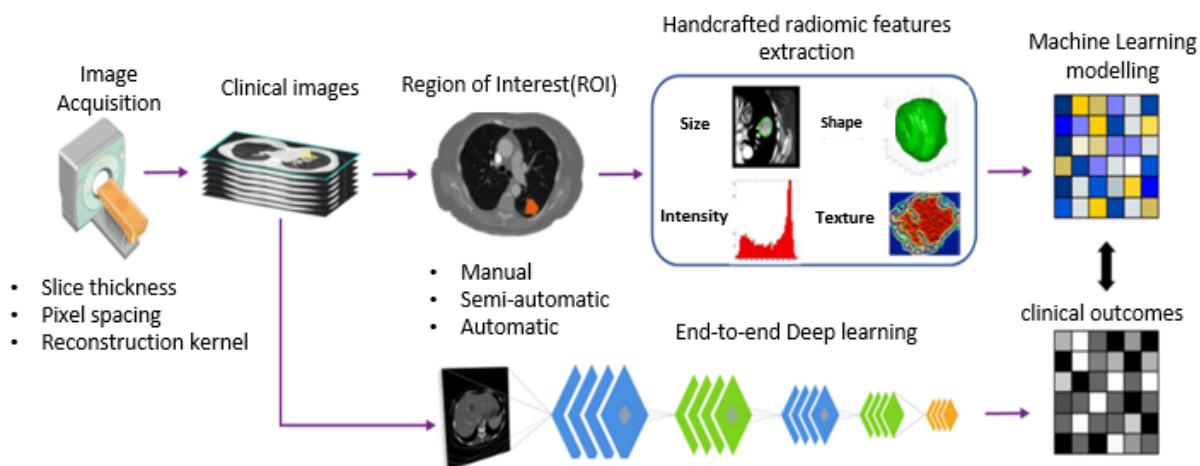 Image
Acquisition
• Slice thickness
• Pixel spacing
• Reconstruction kernel
Clinical images
Region of Interest(ROI)
• Manual
• Semi-automatic
• Automatic
Handcrafted radiomic features
extraction
Size
Shape
Intensity
Texture
Machine Learning
modelling
clinical outcomes
End-to-end Deep learning